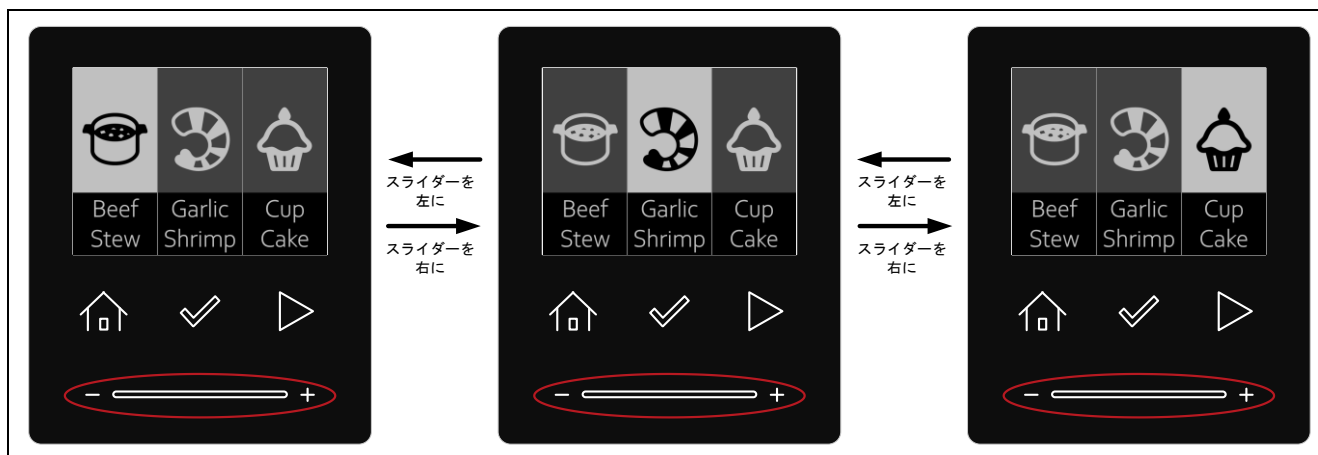 Beef Garlic Cup
Stew Shrimp Cake
- +
スライダーを
左に
スライダーを
右に
Beef Garlic Cup
Stew Shrimp Cake
- +
スライダーを
左に
スライダーを
右に
Beef Garlic Cup
Stew Shrimp Cake
- +